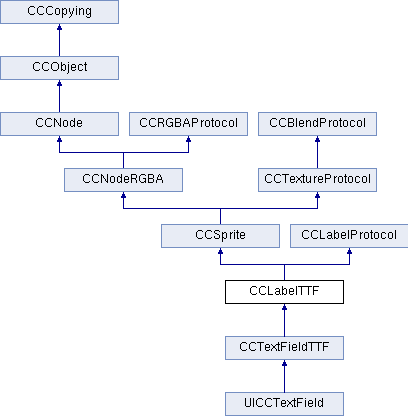 CCCopying
CCObject
CCNode
CCRGBAProtocol
CCBlendProtocol
CCNodeRGBA
CCTextureProtocol
CCSprite
CCLabelProtocol
CCLabelTTF
CCTextFieldTTF
UICCTextField